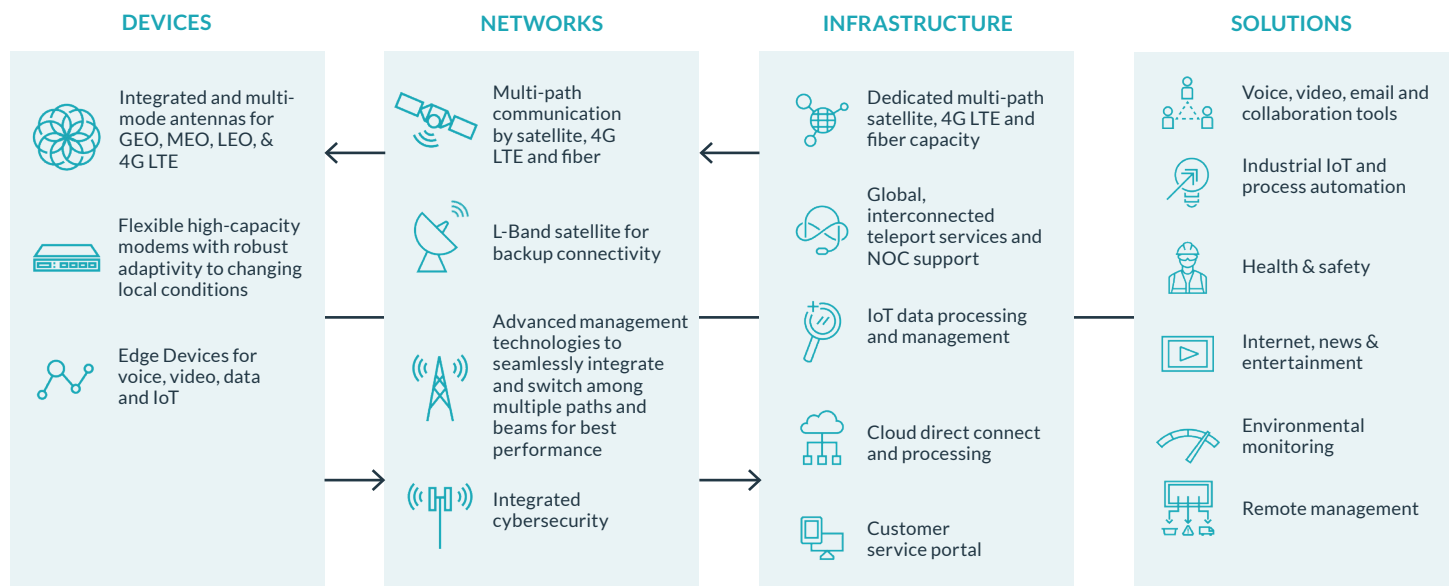 DEVICES
Integrated and multi-
mode antennas for
GEO, MEO, LEO, &
4G LTE
Flexible high-capacity
modems with robust
adaptivity to changing
local conditions
Edge Devices for
voice, video, data
and IoT
NETWORKS
Multi-path
communication
by satellite, 4G
LTE and fiber
L-Band satellite for
backup connectivity
Advanced management
technologies to
seamlessly integrate
and switch among
multiple paths and
beams for best
performance
Integrated
cybersecurity
INFRASTRUCTURE
Dedicated multi-path
satellite, 4G LTE and
fiber capacity
Global,
interconnected
teleport services and
NOC support
IoT data processing
and management
Cloud direct connect
and processing
Customer
service portal
SOLUTIONS
Voice, video, email and
collaboration tools
Industrial IoT and
process automation
Health & safety
Internet, news &
entertainment
Environmental
monitoring
Remote management